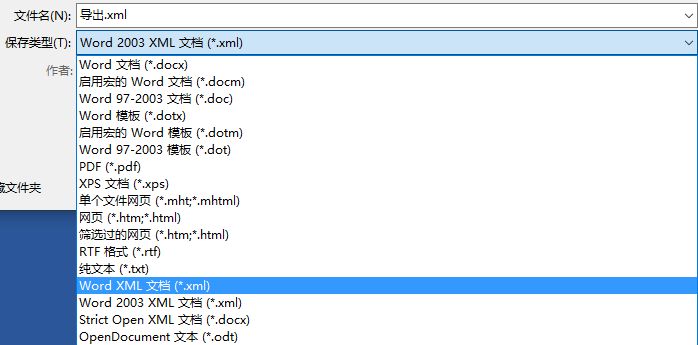 文件名(N): 导出.xml
保存类型(T): Word 2003 XML 文档 (*.xml)
作者:
Word 文档 (*.docx)
启用宏的 Word 文档 (*.docm)
Word 97-2003 文档 (*.doc)
Word 模板 (*.dotx)
启用宏的 Word 模板 (*.dotm)
Word 97-2003 模板 (*.dot)
PDF (*.pdf)
XPS 文档 (*.xps)
单个文件网页 (*.mht;*.mhtml)
网页 (*.htm;*.html)
筛选过的网页 (*.htm;*.html)
RTF 格式 (*.rtf)
纯文本 (*.txt)
Word XML 文档 (*.xml)
Word 2003 XML 文档 (*.xml)
Strict Open XML 文档 (*.docx)
OpenDocument 文本 (*.odt)
文件夹